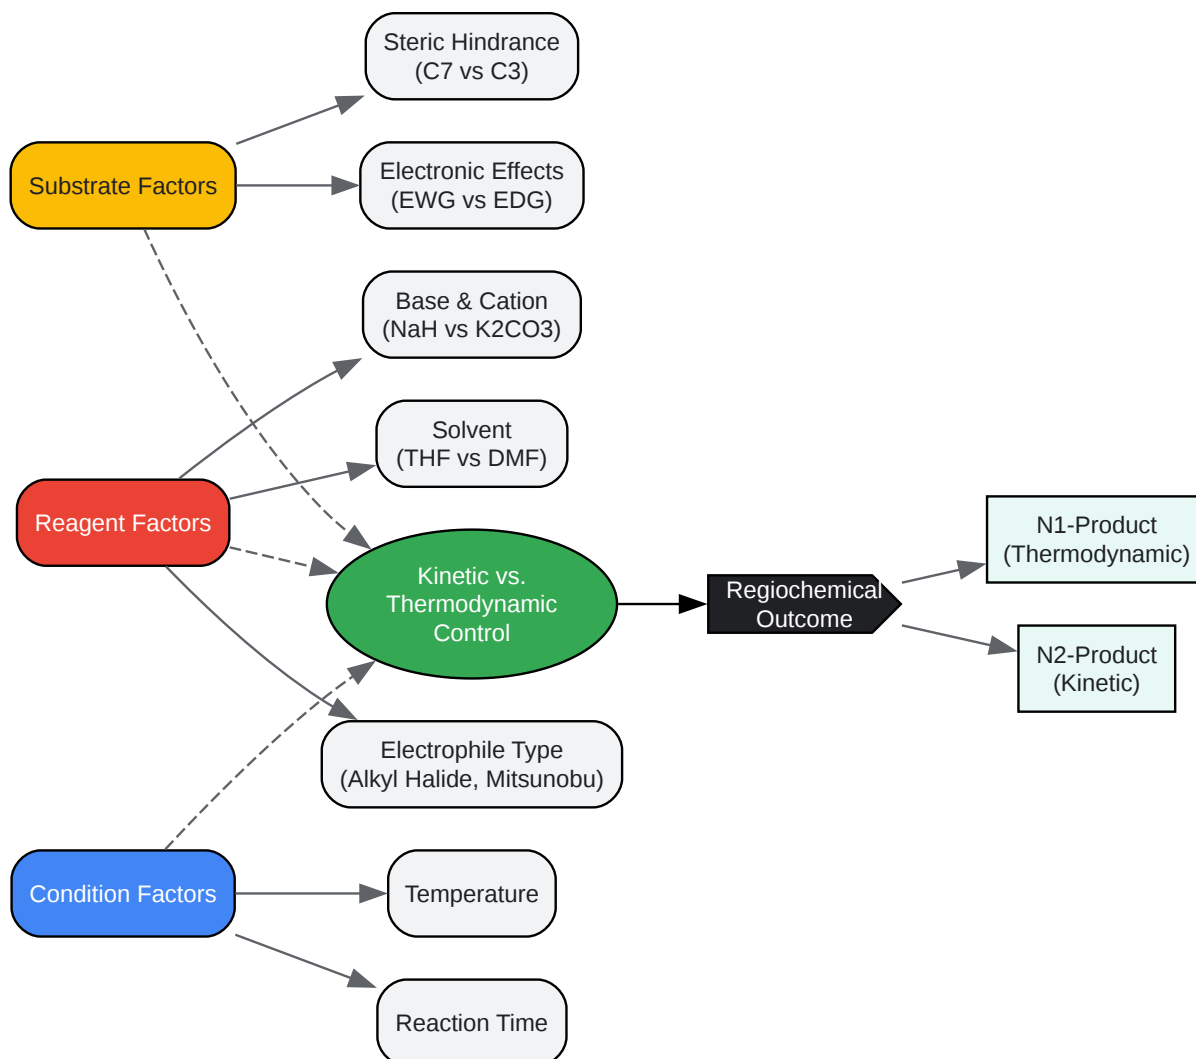 Steric Hindrance
(C7 vs C3)
Substrate Factors
Electronic Effects
(EWG vs EDG)
Base & Cation
(NaH vs K2CO3)
Solvent
(THF vs DMF)
Reagent Factors
Kinetic vs.
Thermodynamic
Control
Regiochemical
Outcome
N1-Product
(Thermodynamic)
N2-Product
(Kinetic)
Electrophile Type
(Alkyl Halide, Mitsunobu)
Condition Factors
Temperature
Reaction Time